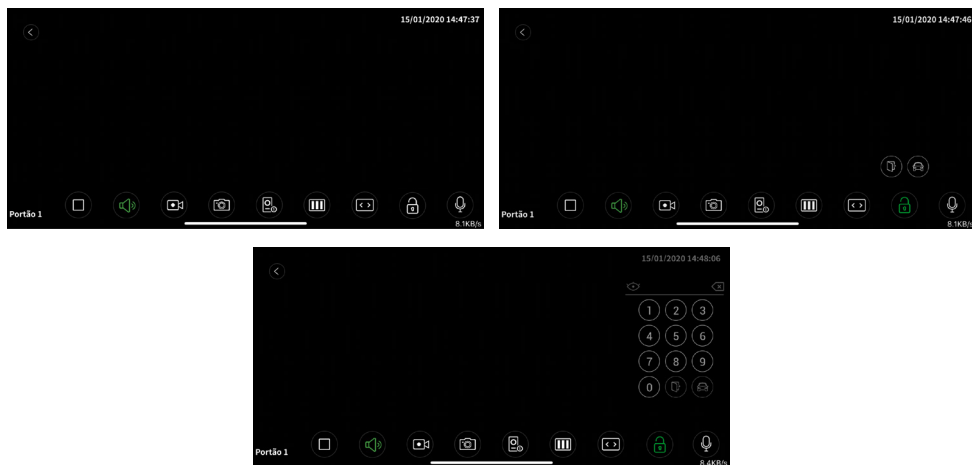 15/01/2020 14:47:37
Portão 1
8.1KB/s
15/01/2020 14:47:46
Portão 1
8.1KB/s
15/01/2020 14:48:06
1 2 3
4 5 6
7 8 9
0
Portão 1
8.4KB/s